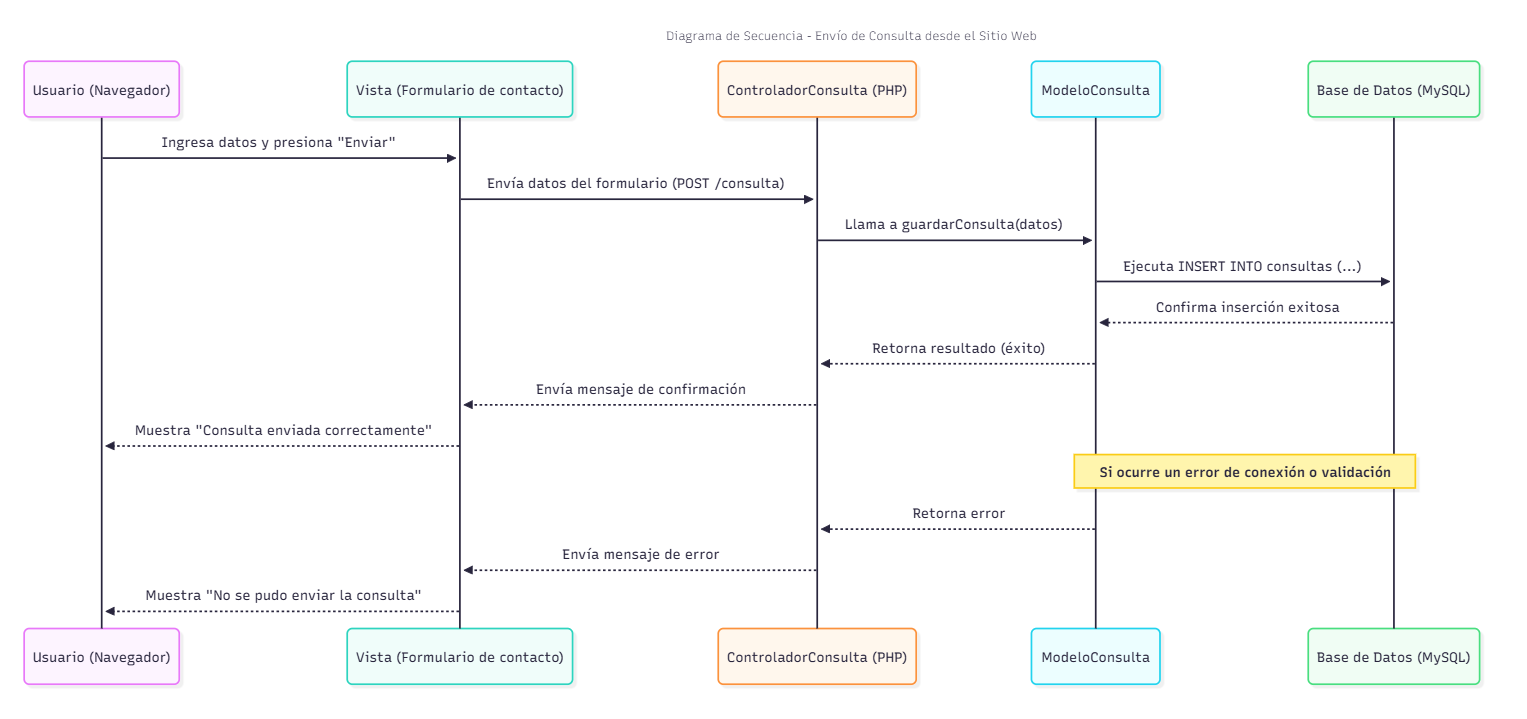 Diagrama de Secuencia - Envío de Consulta desde el Sitio Web
Usuario (Navegador)
Vista (Formulario de contacto)
ControladorConsulta (PHP)
ModeloConsulta
Base de Datos (MySQL)
Ingresa datos y presiona "Enviar"
Envía datos del formulario (POST /consulta)
Llama a guardarConsulta(datos)
Ejecuta INSERT INTO consultas (...)
Confirma inserción exitosa
Retorna resultado (éxito)
Envía mensaje de confirmación
Muestra "Consulta enviada correctamente"
Si ocurre un error de conexión o validación
Retorna error
Envía mensaje de error
Muestra "No se pudo enviar la consulta"
Usuario (Navegador)
Vista (Formulario de contacto)
ControladorConsulta (PHP)
ModeloConsulta
Base de Datos (MySQL)